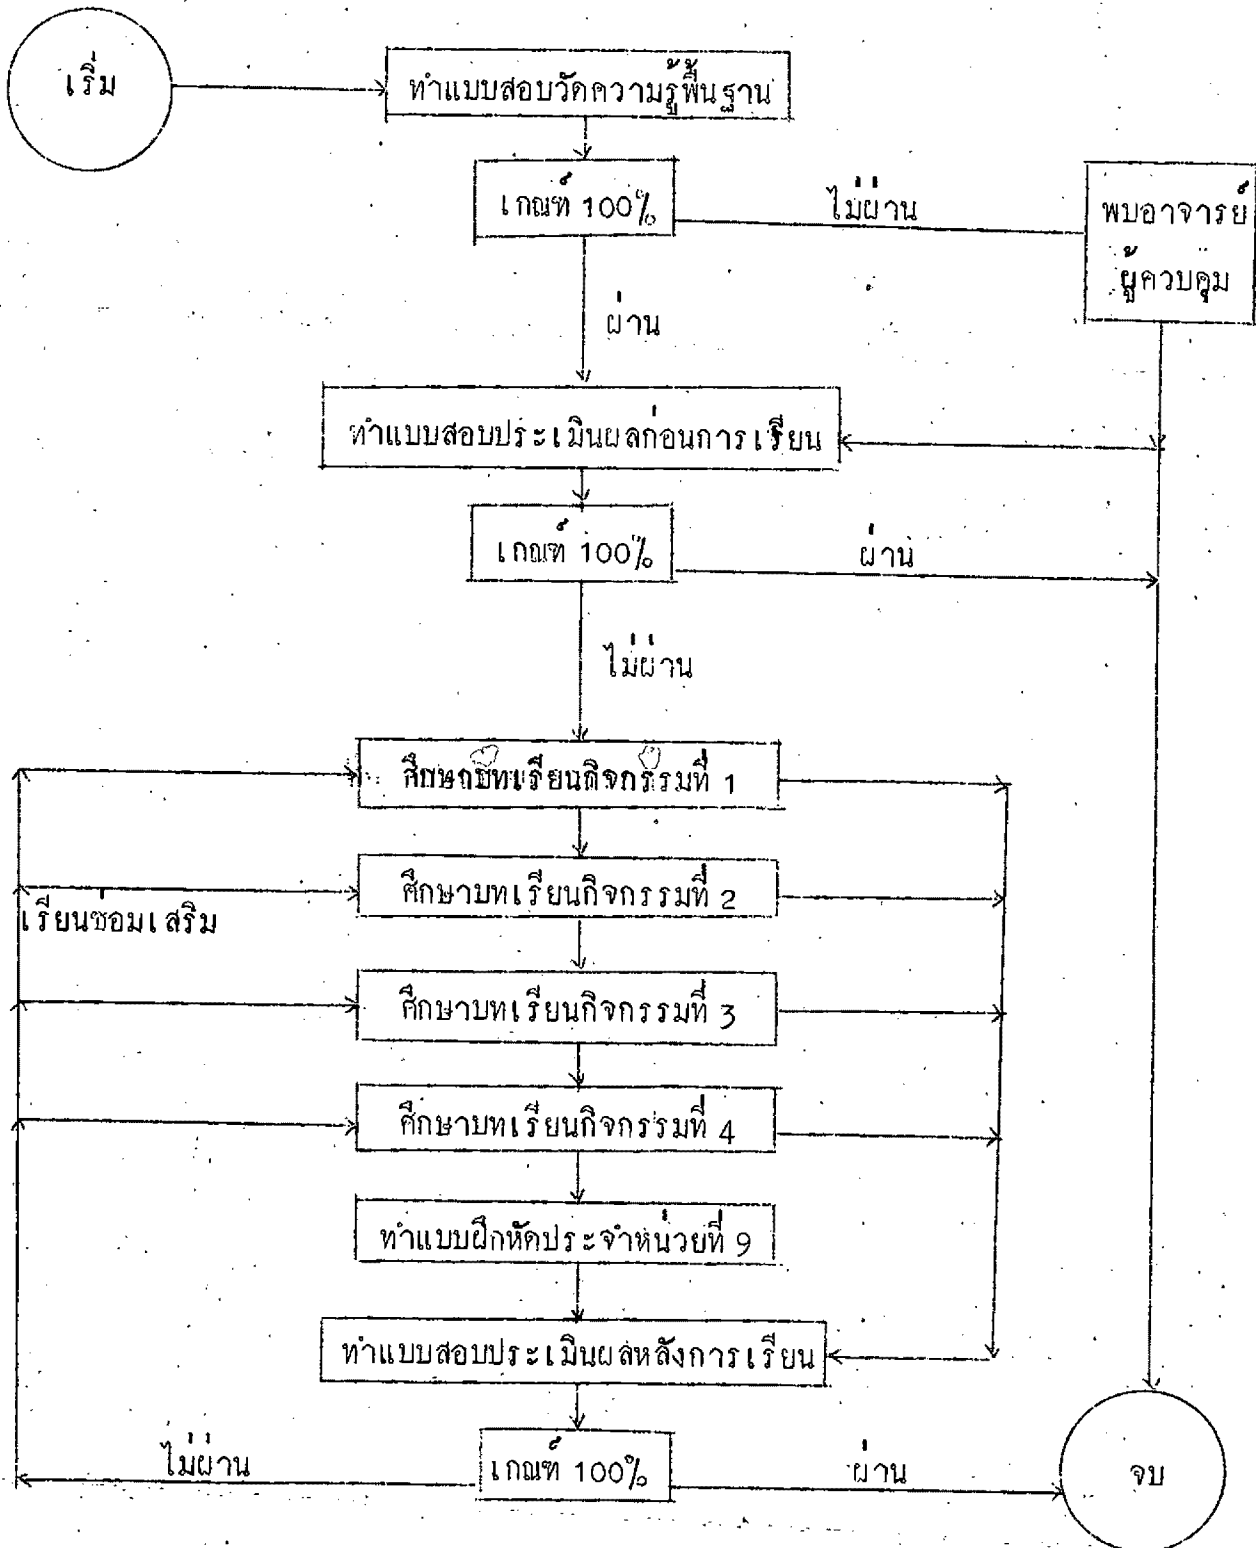 เริ่ม
ทำแบบสอบวัดความรู้พื้นฐาน
เกณฑ์ 100%
ไม่ผ่าน
พบอาจารย์
ผู้ควบคุม
ผ่าน
ทำแบบสอบประเมินผลก่อนการเรียน
เกณฑ์ 100%
ผ่าน
ไม่ผ่าน
ศึกษาบทเรียนกิจกรรมที่ 1
ศึกษาบทเรียนกิจกรรมที่ 2
เรียนซ่อมเสริม
ศึกษาบทเรียนกิจกรรมที่ 3
ศึกษาบทเรียนกิจกรรมที่ 4
ทำแบบฝึกหัดประจำหน่วยที่ 9
ทำแบบสอบประเมินผลหลังการเรียน
ไม่ผ่าน
เกณฑ์ 100%
ผ่าน
จบ